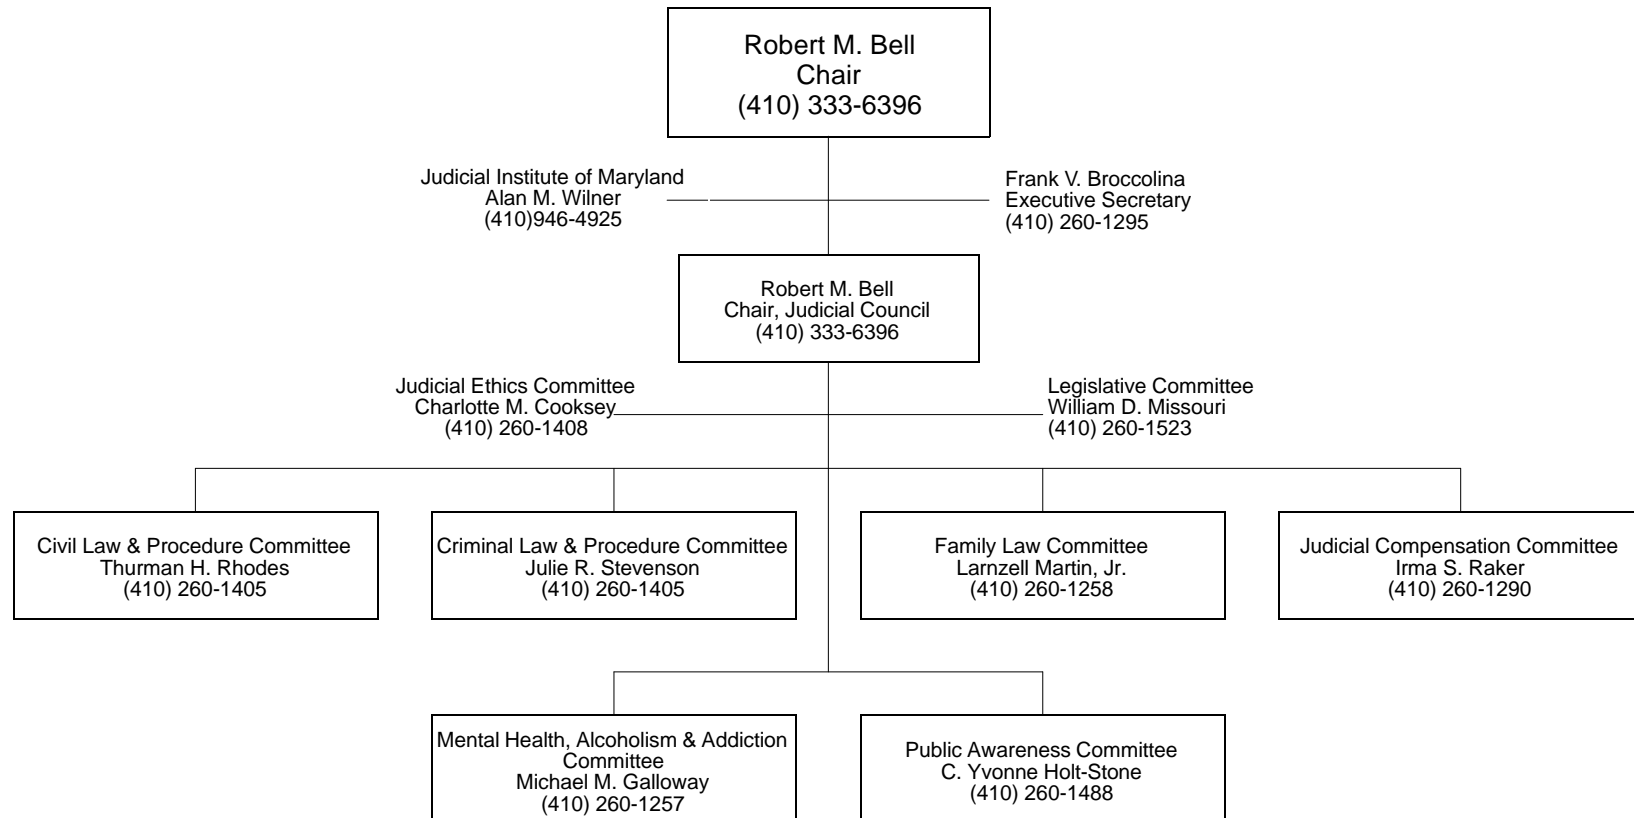 Robert M. Bell
Chair
(410) 333-6396
Judicial Institute of Maryland
Alan M. Wilner
(410)946-4925
Frank V. Broccolina
Executive Secretary
(410) 260-1295
Robert M. Bell
Chair, Judicial Council
(410) 333-6396
Judicial Ethics Committee
Charlotte M. Cooksey
(410) 260-1408
Legislative Committee
William D. Missouri
(410) 260-1523
Civil Law & Procedure Committee
Thurman H. Rhodes
(410) 260-1405
Criminal Law & Procedure Committee
Julie R. Stevenson
(410) 260-1405
Family Law Committee
Larnzell Martin, Jr.
(410) 260-1258
Judicial Compensation Committee
Irma S. Raker
(410) 260-1290
Mental Health, Alcoholism & Addiction
Committee
Michael M. Galloway
(410) 260-1257
Public Awareness Committee
C. Yvonne Holt-Stone
(410) 260-1488